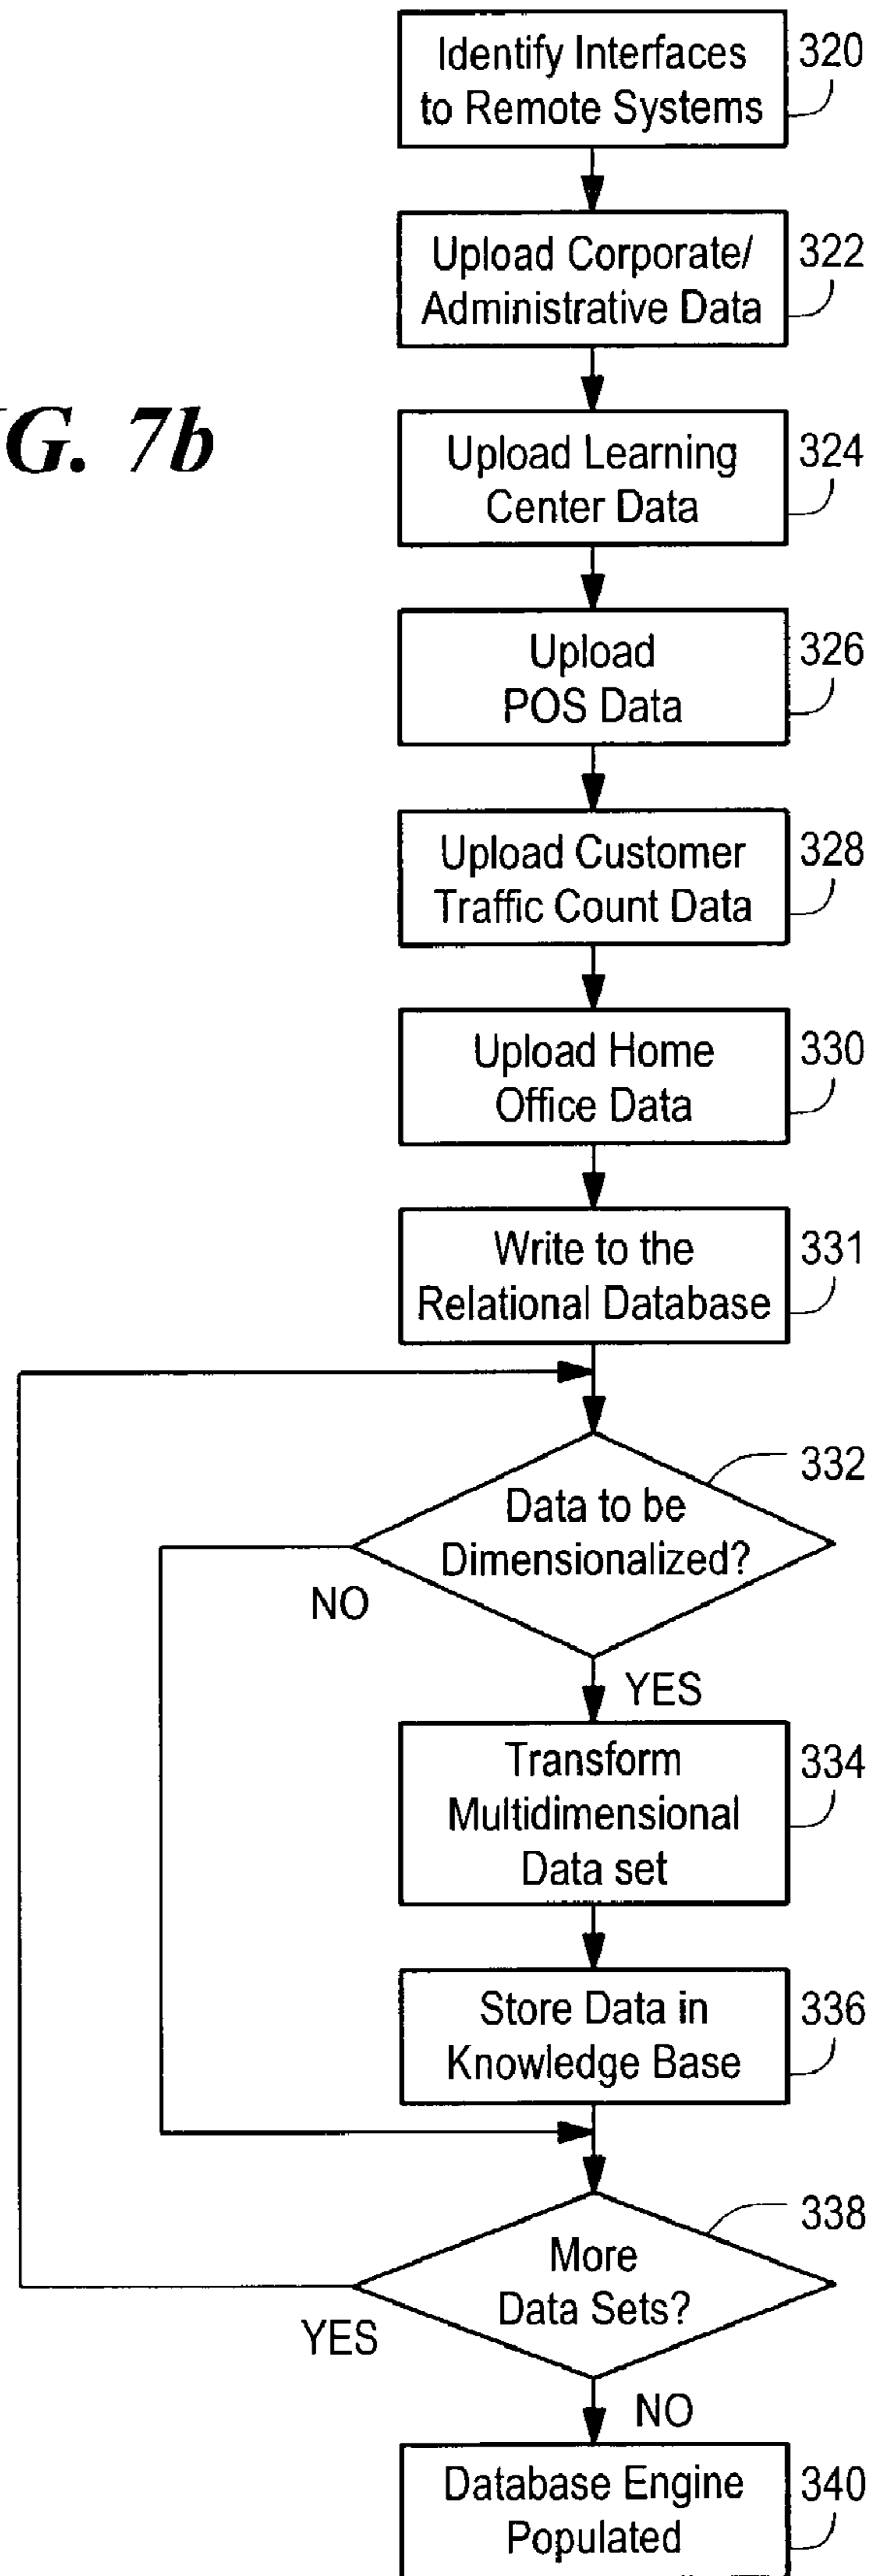 Identify Interfaces
to Remote Systems
320
Upload Corporate/
Administrative Data
322
G. 7b
Upload Learning
Center Data
324
Upload
POS Data
326
Upload Customer
Traffic Count Data
328
Upload Home
Office Data
330
Write to the
Relational Database
331
332
Data to be
Dimensionalized?
NO
YES
Transform
Multidimensional
Data set
334
Store Data in
Knowledge Base
336
338
More
Data Sets?
YES
NO
Database Engine
Populated
340